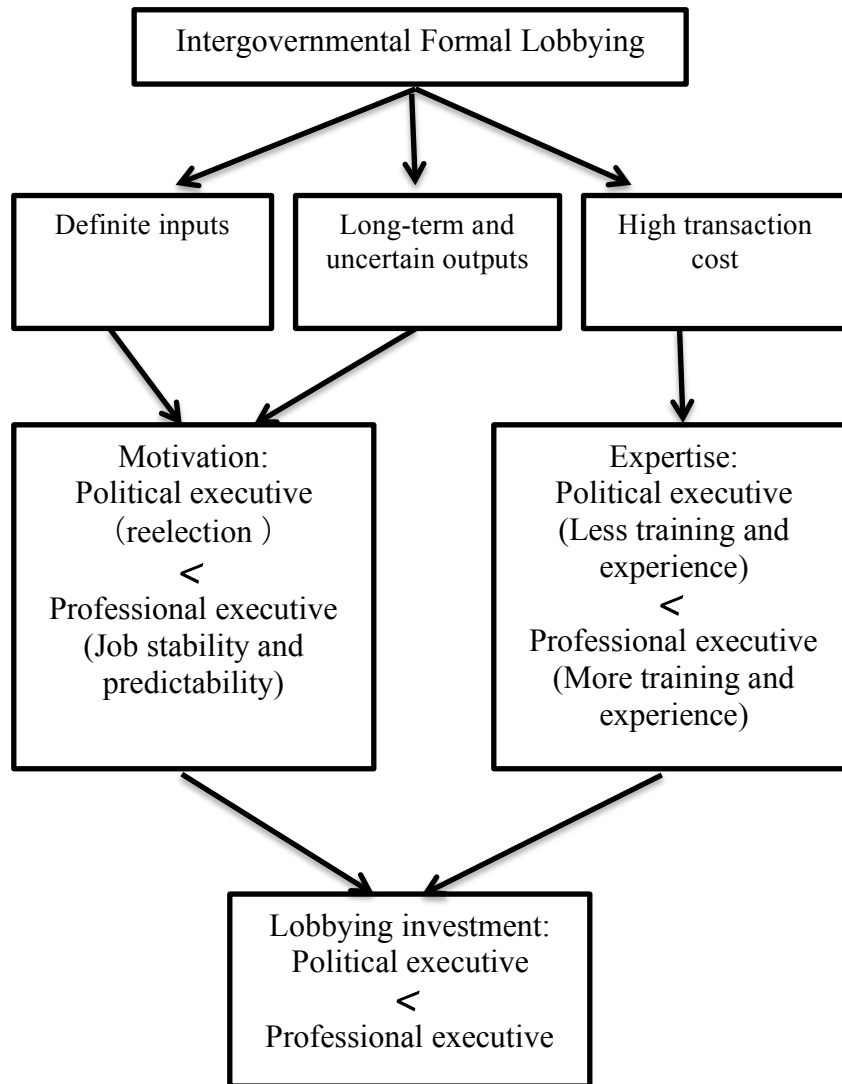 Intergovernmental Formal Lobbying
Definite inputs
Long-term and
uncertain outputs
High transaction
cost
Motivation:
Political executive
（reelection ）
<
Professional executive
(Job stability and
predictability)
Expertise:
Political executive
(Less training and
experience)
<
Professional executive
(More training and
experience)
Lobbying investment:
Political executive
<
Professional executive